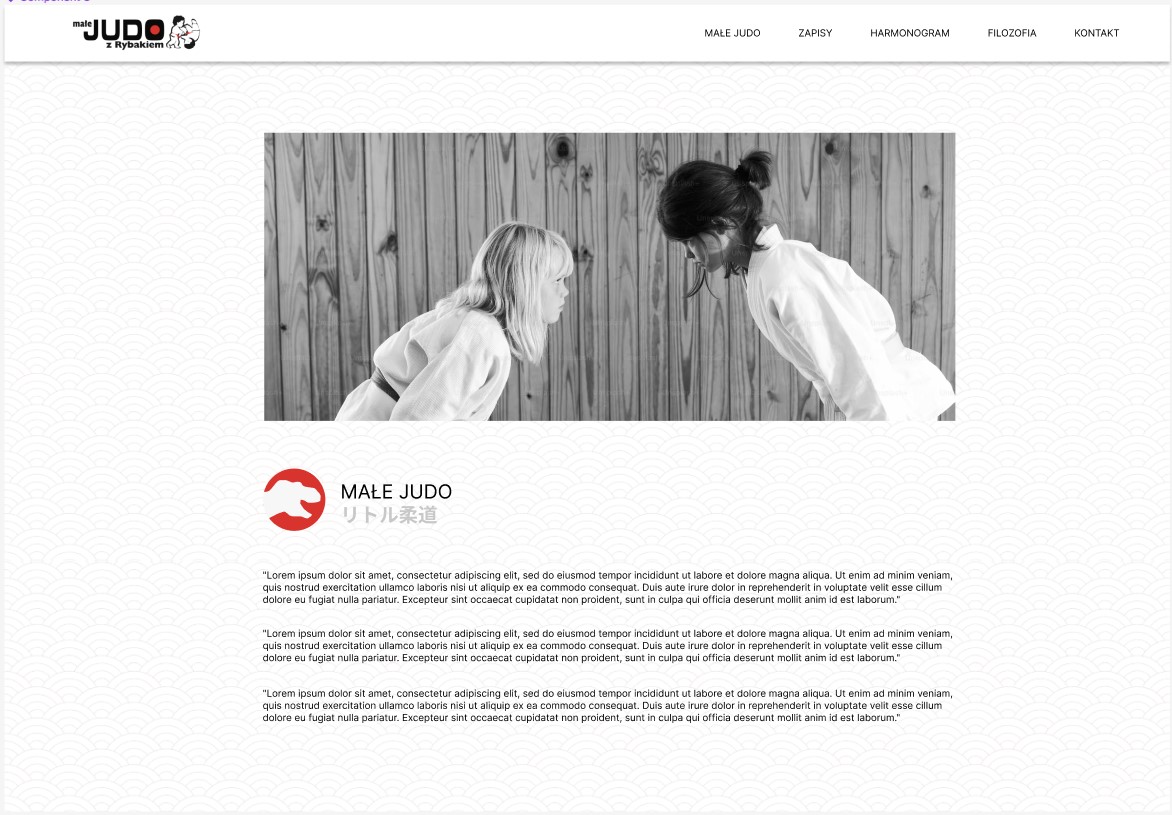 małe
JUDO
z Rybakiem
MAŁE JUDO
ZAPISY
HARMONOGRAM
FILOZOFIA
KONTAKT
MAŁE JUDO
リトル柔道
"Lorem ipsum dolor sit amet, consectetur adipiscing elit, sed do eiusmod tempor incididunt ut labore et dolore magna aliqua. Ut enim ad minim veniam,
quis nostrud exercitation ullamco laboris nisi ut aliquip ex ea commodo consequat. Duis aute irure dolor in reprehenderit in voluptate velit esse cillum
dolore eu fugiat nulla pariatur. Excepteur sint occaecat cupidatat non proident, sunt in culpa qui officia deserunt mollit anim id est laborum."
"Lorem ipsum dolor sit amet, consectetur adipiscing elit, sed do eiusmod tempor incididunt ut labore et dolore magna aliqua. Ut enim ad minim veniam,
quis nostrud exercitation ullamco laboris nisi ut aliquip ex ea commodo consequat. Duis aute irure dolor in reprehenderit in voluptate velit esse cillum
dolore eu fugiat nulla pariatur. Excepteur sint occaecat cupidatat non proident, sunt in culpa qui officia deserunt mollit anim id est laborum."
"Lorem ipsum dolor sit amet, consectetur adipiscing elit, sed do eiusmod tempor incididunt ut labore et dolore magna aliqua. Ut enim ad minim veniam,
quis nostrud exercitation ullamco laboris nisi ut aliquip ex ea commodo consequat. Duis aute irure dolor in reprehenderit in voluptate velit esse cillum
dolore eu fugiat nulla pariatur. Excepteur sint occaecat cupidatat non proident, sunt in culpa qui officia deserunt mollit anim id est laborum."